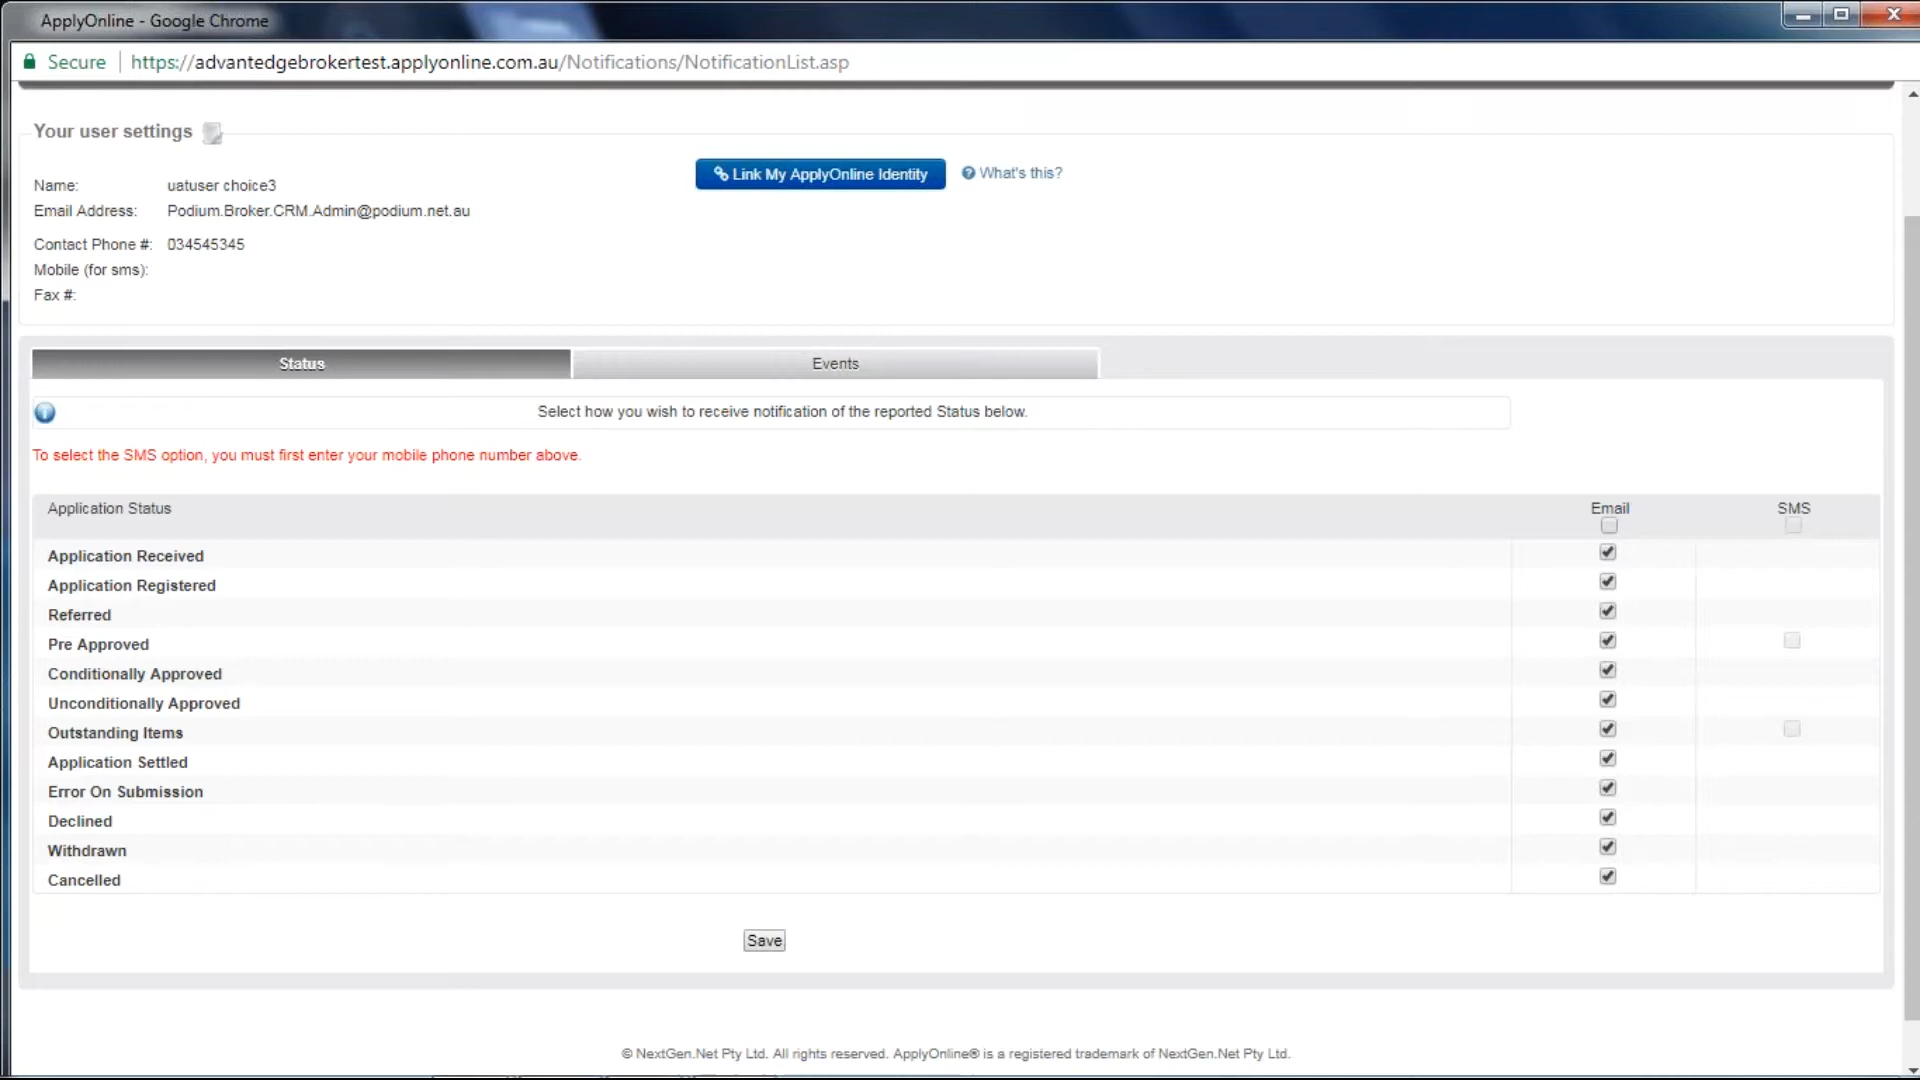 ApplyOnline - Google Chrome
Secure | https://advantedgebrokertest.applyonline.com.au/Notifications/NotificationList.asp
Your user settings
Link My ApplyOnline Identity
What's this?
Name: uatuser choice3
Email Address: Podium.Broker.CRM.Admin@podium.net.au
Contact Phone #: 034545345
Mobile (for sms):
Fax #:
Status Events
Select how you wish to receive notification of the reported Status below.
To select the SMS option, you must first enter your mobile phone number above.
Application Status Email SMS
Application Received
Application Registered
Referred
Pre Approved
Conditionally Approved
Unconditionally Approved
Outstanding Items
Application Settled
Error On Submission
Declined
Withdrawn
Cancelled
Save
© NextGen.Net Pty Ltd. All rights reserved. ApplyOnline® is a registered trademark of NextGen.Net Pty Ltd.